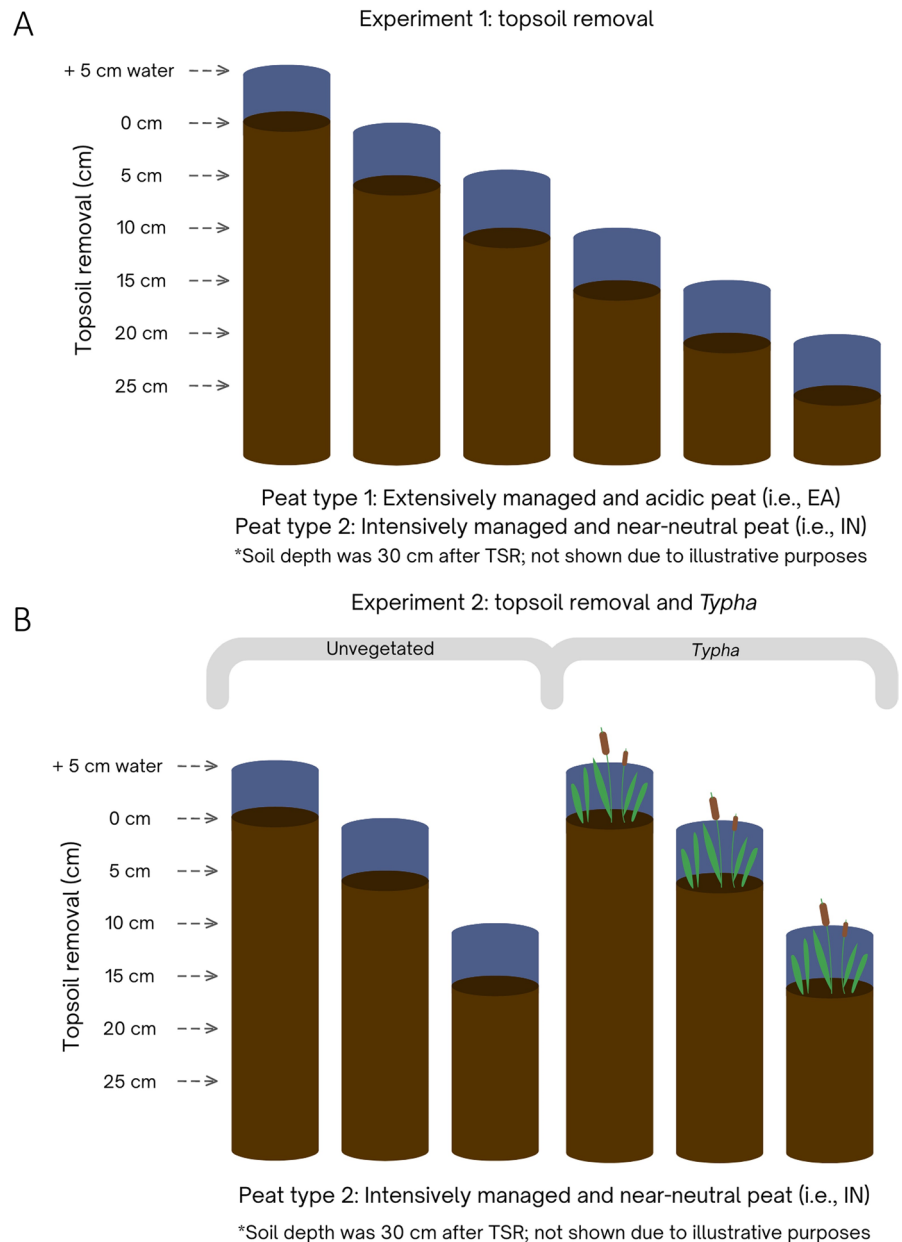 A
Experiment 1: topsoil removal
+ 5 cm water
0 cm
5 cm
10 cm
15 cm
20 cm
25 cm
Topsoil removal (cm)
Peat type 1: Extensively managed and acidic peat (i.e., EA)
Peat type 2: Intensively managed and near-neutral peat (i.e., IN)
*Soil depth was 30 cm after TSR; not shown due to illustrative purposes
B
Experiment 2: topsoil removal and Typha
Unvegetated
Typha
+ 5 cm water
0 cm
5 cm
10 cm
15 cm
20 cm
25 cm
Topsoil removal (cm)
Peat type 2: Intensively managed and near-neutral peat (i.e., IN)
*Soil depth was 30 cm after TSR; not shown due to illustrative purposes